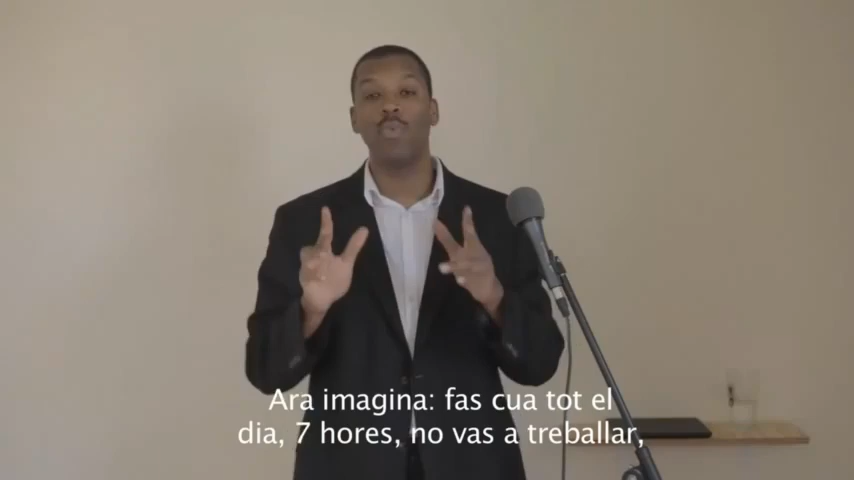 Ara imagina: fas cua tot el
dia, 7 hores, no vas a treballar,